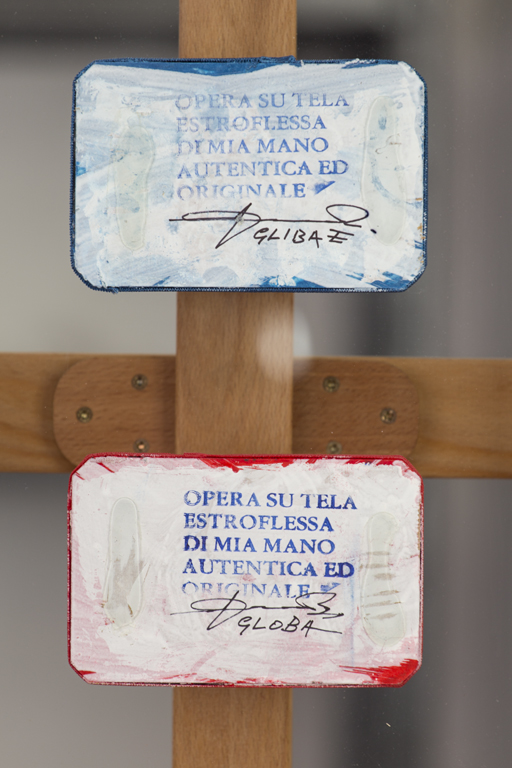 OPERA SU TELA
ESTROFLESSA
DI MIA MANO
AUTENTICA ED
ORIGINALE
GLIBAE.
OPERA SU TELA
ESTROFLESSA
DI MIA MANO
AUTENTICA ED
ORIGINALE
GLOBA